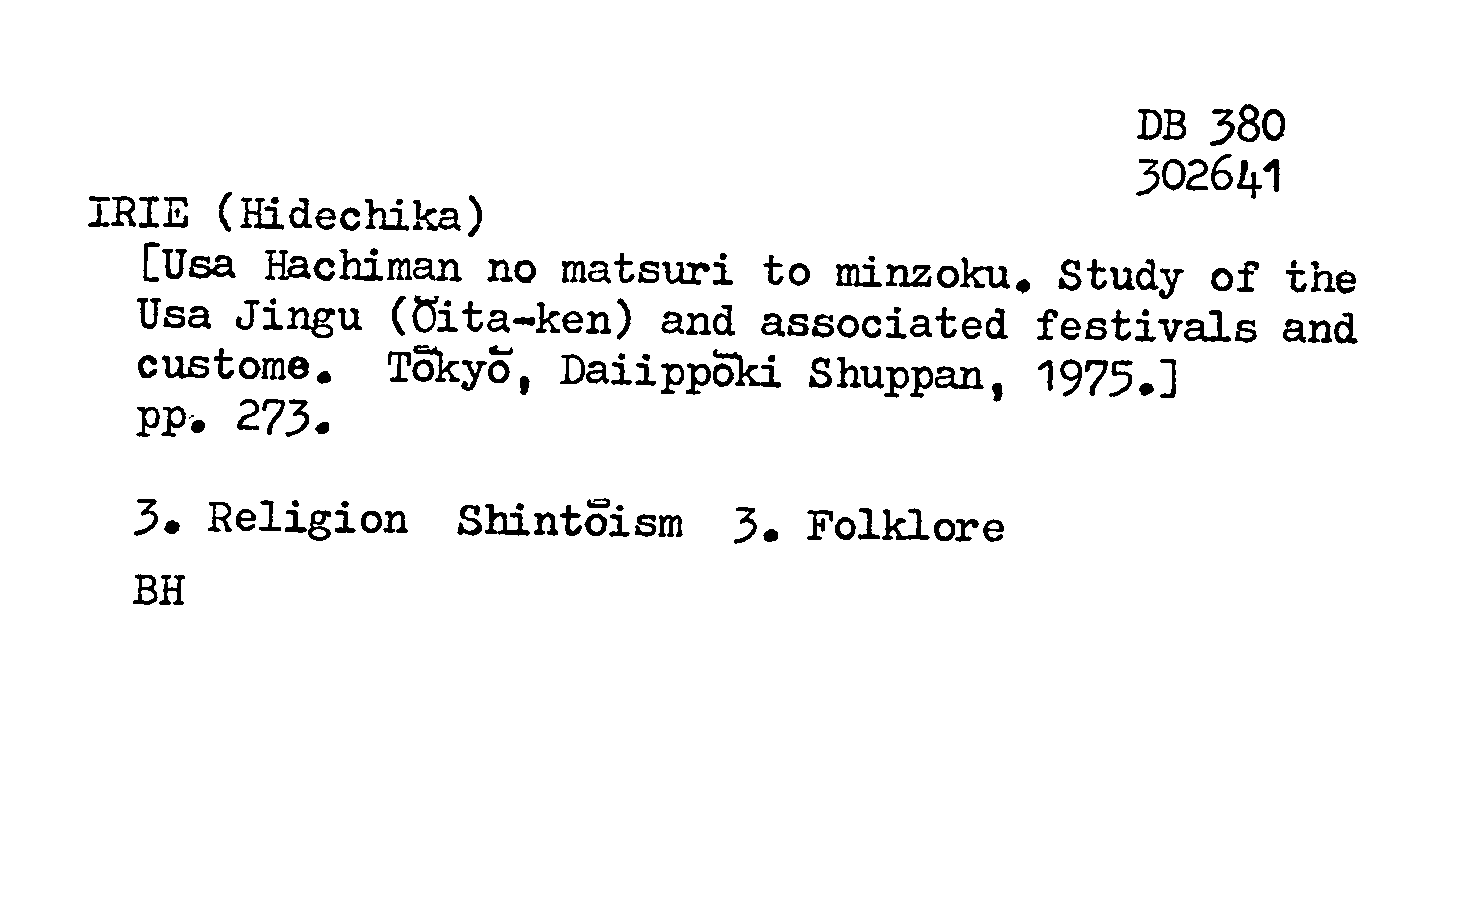 DB 380
302641
IRIE (Hidechika)
[Usa Hachiman no matsuri to minzoku. Study of the
Usa Jingu (Ōita-ken) and associated festivals and
custome. Tōkyō, Daiippōki Shuppan, 1975.]
pp. 273.
3. Religion Shintōism 3. Folklore
BH